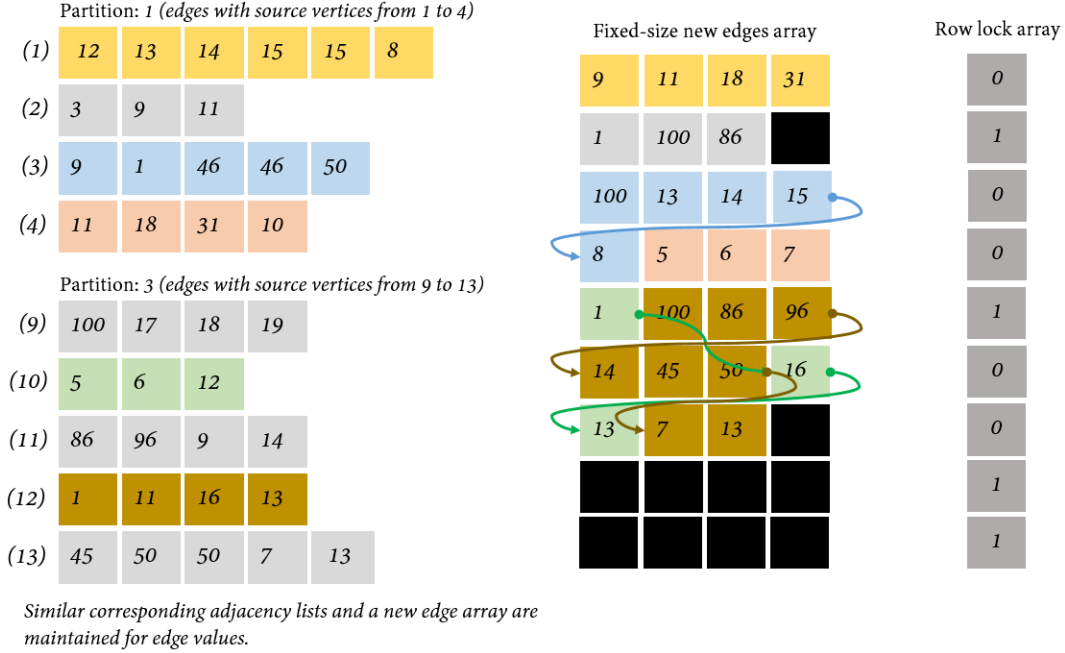 Partition: 1 (edges with source vertices from 1 to 4)
(1) 12 13 14 15 15 8
(2) 3 9 11
(3) 9 1 46 46 50
(4) 11 18 31 10
Partition: 3 (edges with source vertices from 9 to 13)
(9) 100 17 18 19
(10) 5 6 12
(11) 86 96 9 14
(12) 1 11 16 13
(13) 45 50 50 7 13
Similar corresponding adjacency lists and a new edge array are
maintained for edge values.
Fixed-size new edges array
9 11 18 31
1 100 86
100 13 14 15
8 5 6 7
1 100 86 96
14 45 50 16
13 7 13
Row lock array
0
1
0
0
1
0
0
1
1